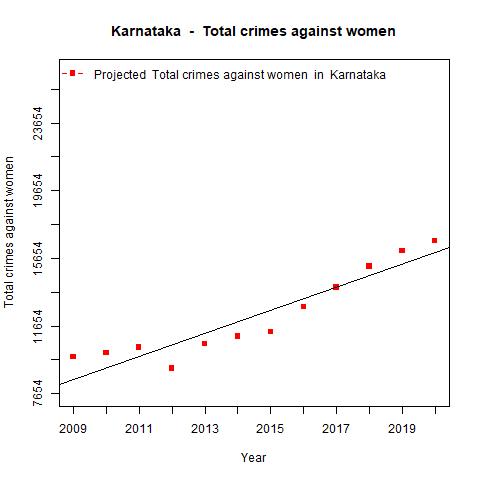 Karnataka - Total crimes against women
Projected Total crimes against women in Karnataka
Total crimes against women
23654
19654
15654
11654
7654
2009 2011 2013 2015 2017 2019
Year